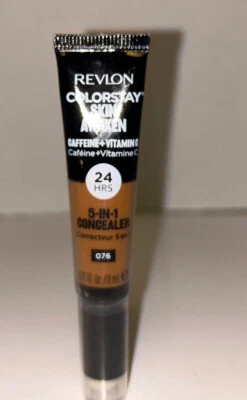 REVLON
COLORSTAY
SKIN
AWAKEN
CAFFEINE+VITAMIN C
Caféine+Vitamine C
24
HRS
5-IN-1
CONCEALER
Correcteur 5 en 1
076